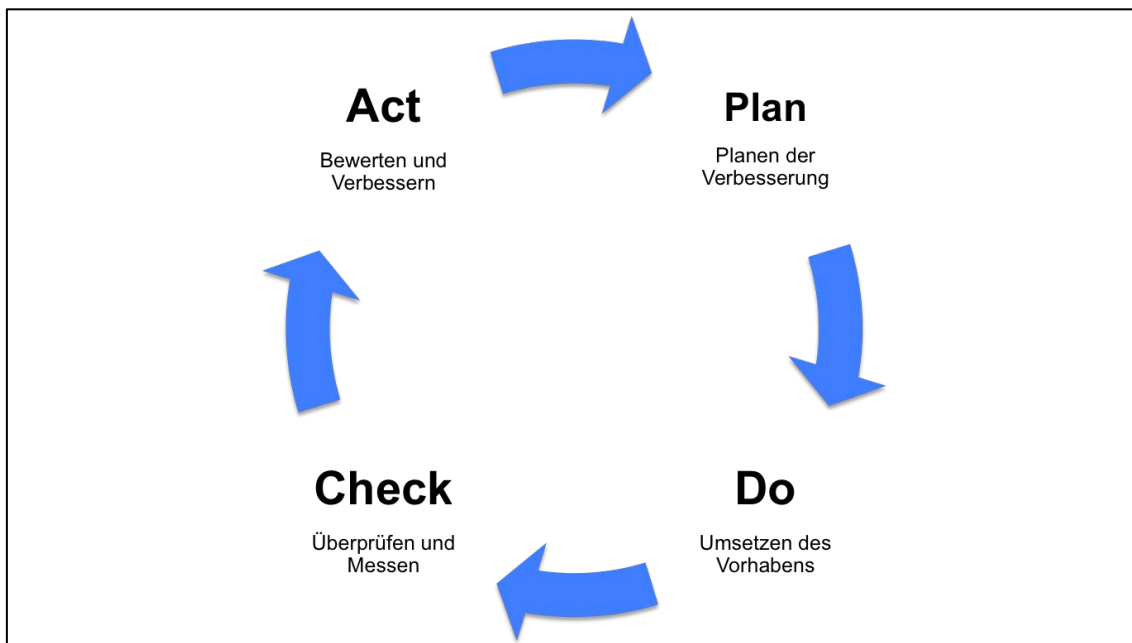 Act
Bewerten und
Verbessern
Plan
Planen der
Verbesserung
Check
Überprüfen und
Messen
Do
Umsetzen des
Vorhabens